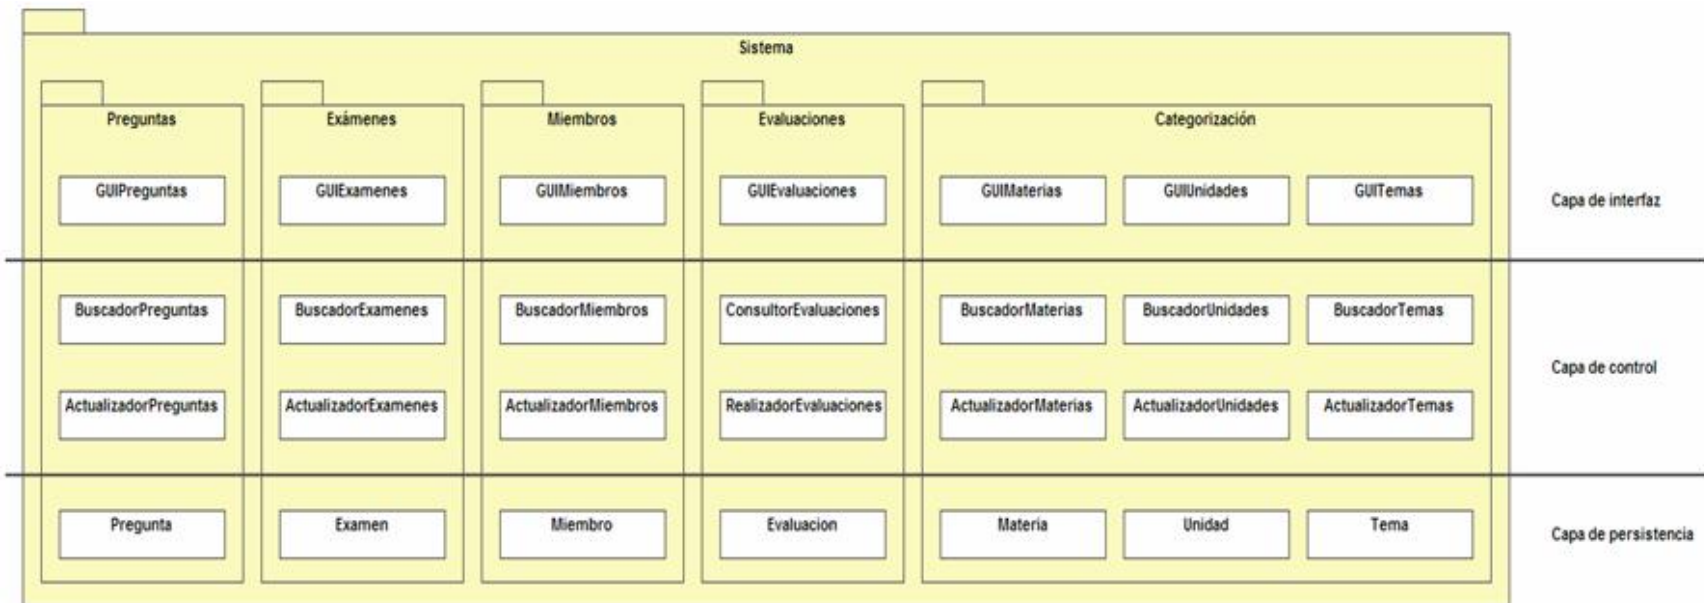 Sistema
Preguntas Exámenes Miembros Evaluaciones Categorización
GUIPreguntas GUIExamenes GUIMiembros GUIEvaluaciones GUIMaterias GUIUnidades GUITemas
Capa de interfaz
BuscadorPreguntas BuscadorExamenes BuscadorMiembros ConsultorEvaluaciones BuscadorMaterias BuscadorUnidades BuscadorTemas
Capa de control
ActualizadorPreguntas ActualizadorExamenes ActualizadorMiembros RealizadorEvaluaciones ActualizadorMaterias ActualizadorUnidades ActualizadorTemas
Pregunta Examen Miembro Evaluacion Materia Unidad Tema
Capa de persistencia